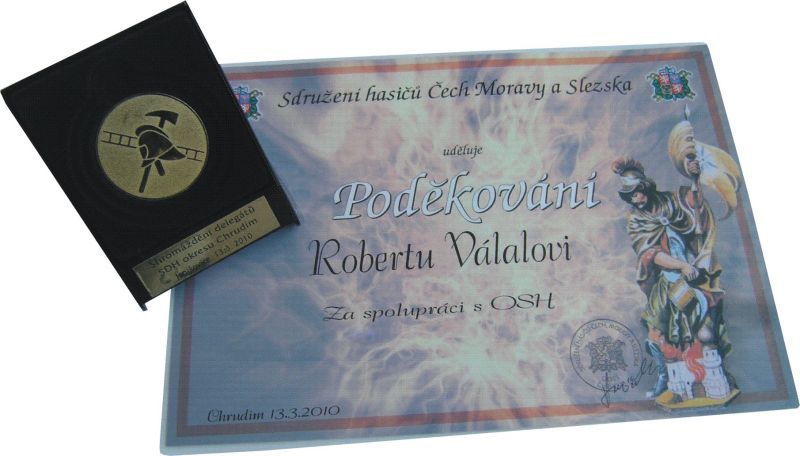 Shromáždění delegátů
SDH okresu Chrudim
13.3.2010
Sdružení hasičů Čech Moravy a Slezska
uděluje
Poděkování
Robertu Válalovi
Za spolupráci s OSH
Chrudim 13.3.2010